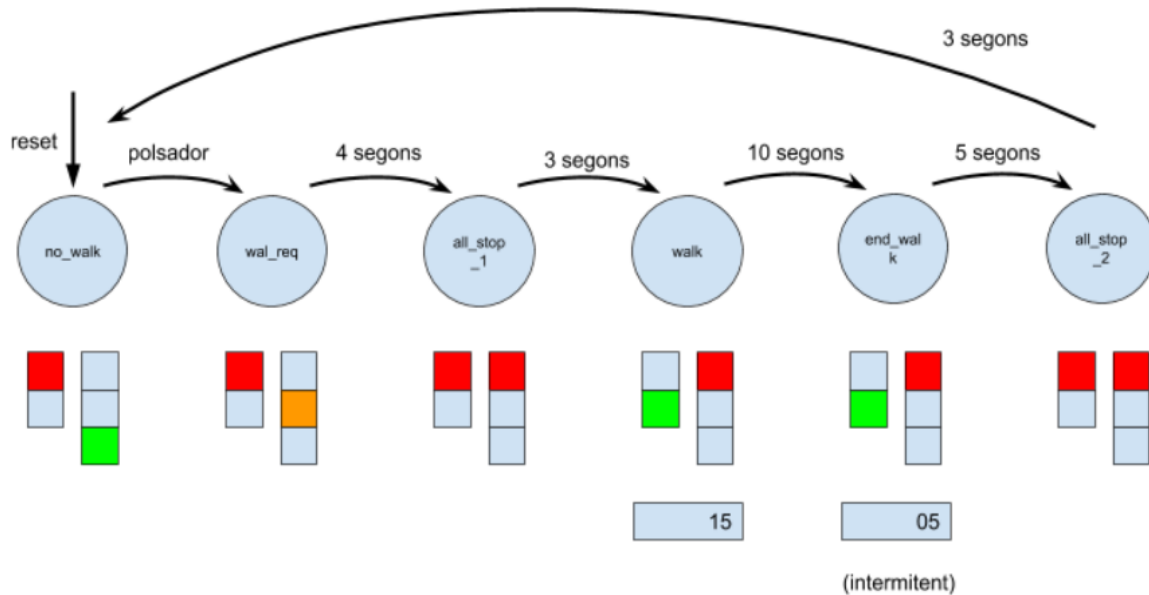 3 segons
reset
polsador
4 segons
3 segons
10 segons
5 segons
no_walk
wal_req
all_stop
_1
walk
end_wal
k
all_stop
_2
15
05
(intermitent)